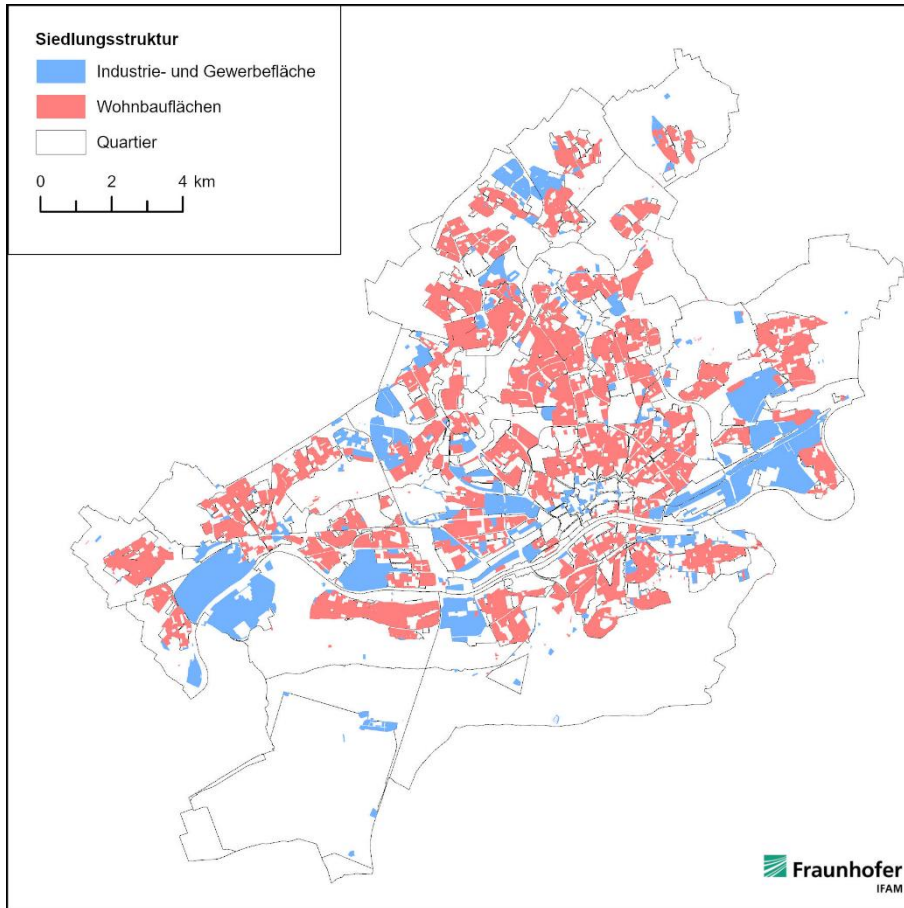 Siedlungsstruktur
Industrie- und Gewerbefläche
Wohnbauflächen
Quartier
0 2 4 km
Fraunhofer
IFAM